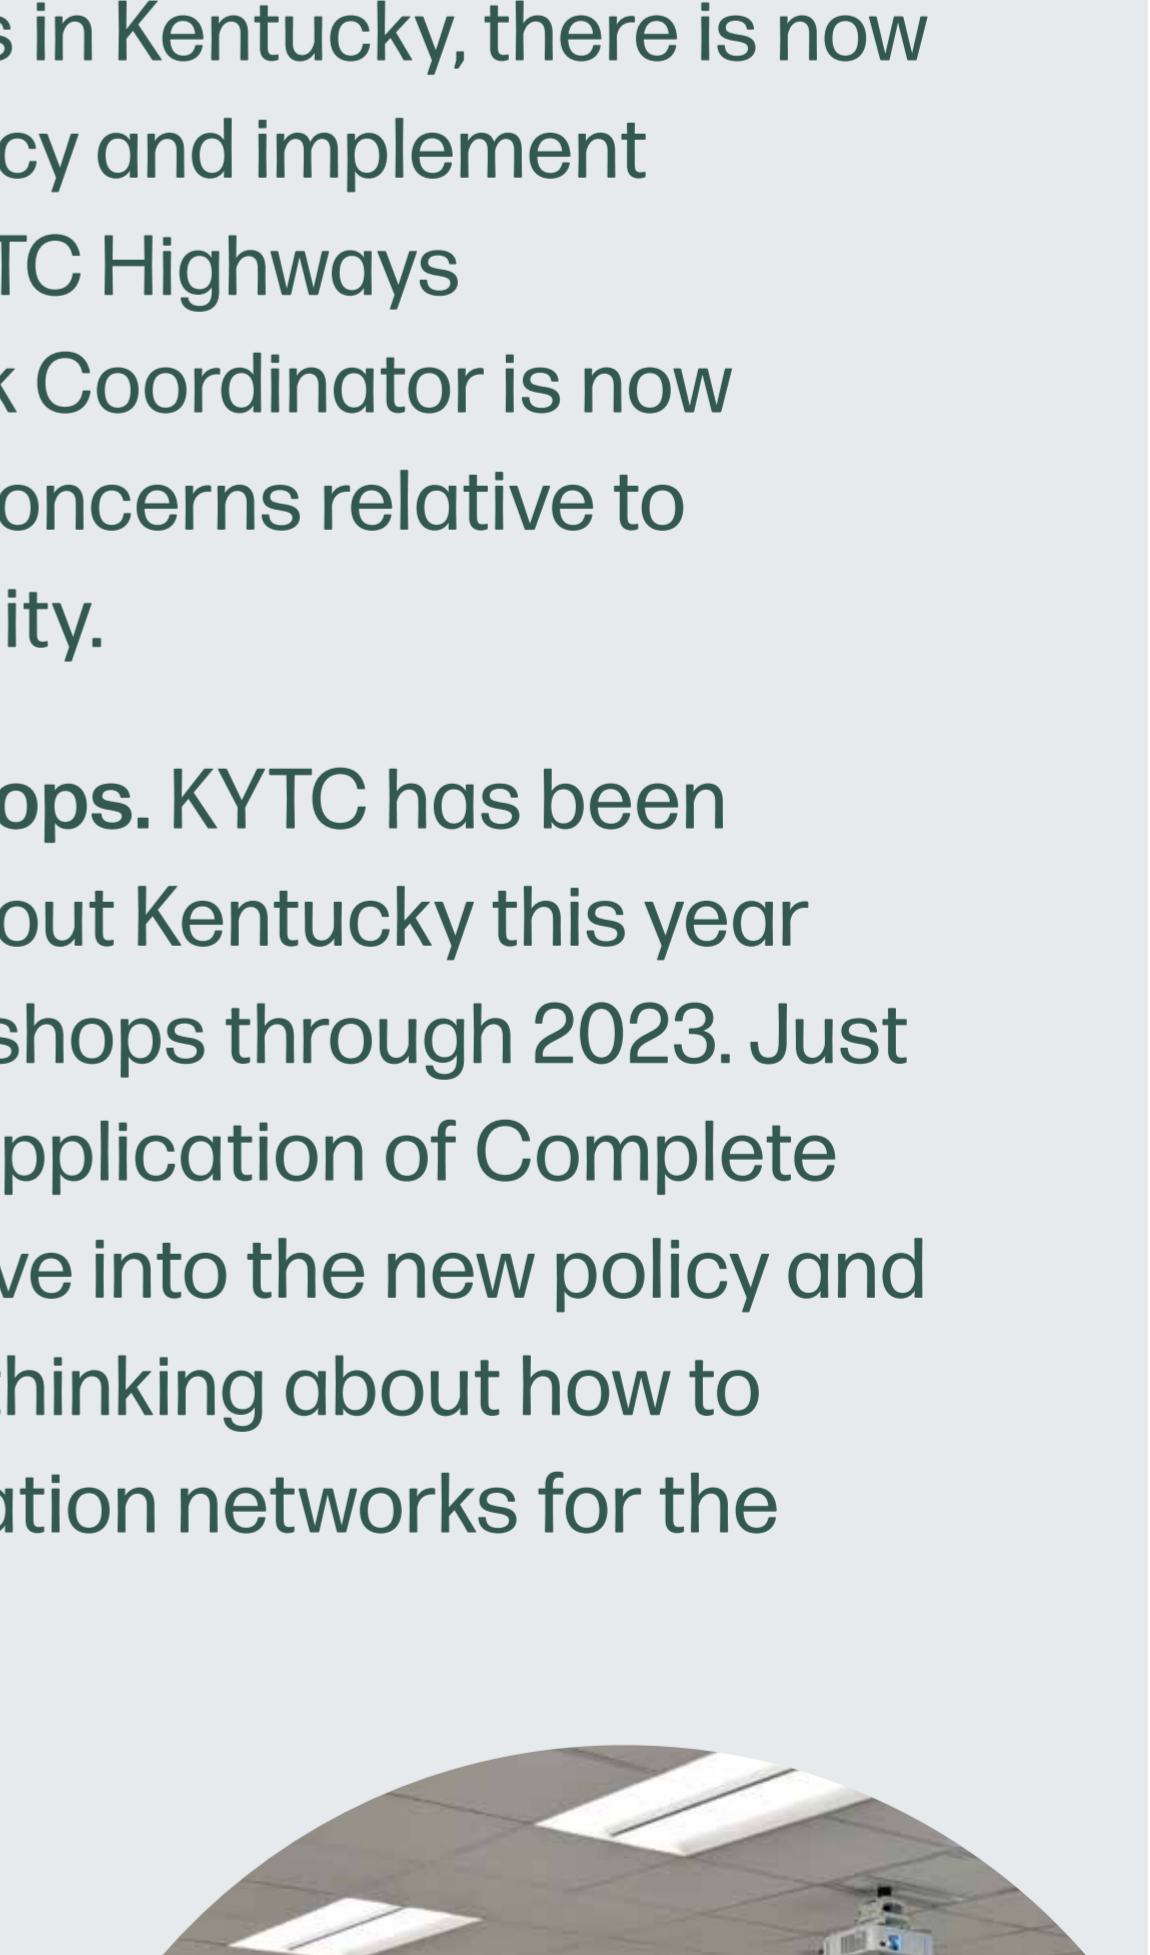 s in Kentucky, there is now
cy and implement
TC Highways
k Coordinator is now
oncerns relative to
ity.
ops. KYTC has been
out Kentucky this year
shops through 2023. Just
pplication of Complete
ve into the new policy and
thinking about how to
ation networks for the